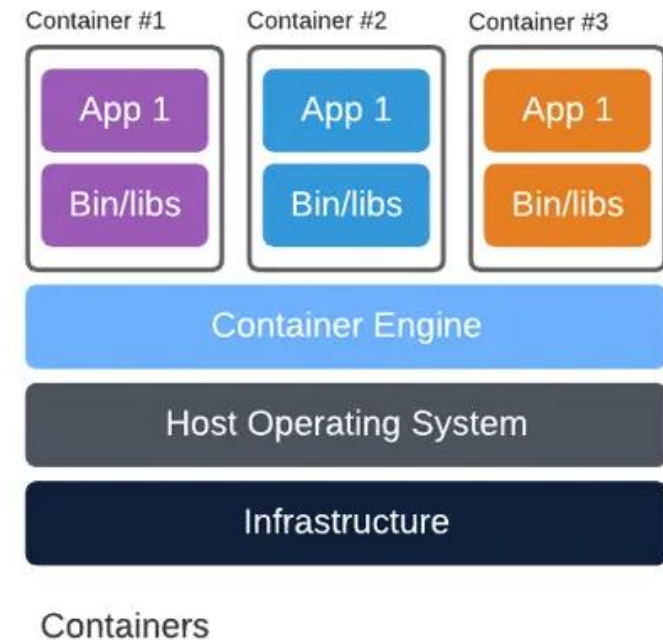 Container #1 Container #2 Container #3
App 1 App 1 App 1
Bin/libs Bin/libs Bin/libs
Container Engine
Host Operating System
Infrastructure
Containers